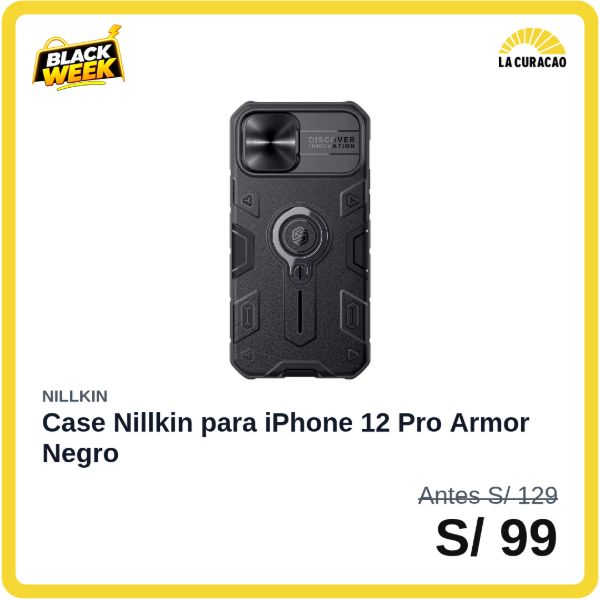 BLACK
WEEK
LA CURACAO
DISCOVER
INNOVATION
NILLKIN
Case Nillkin para iPhone 12 Pro Armor
Negro
Antes S/ 129
S/ 99